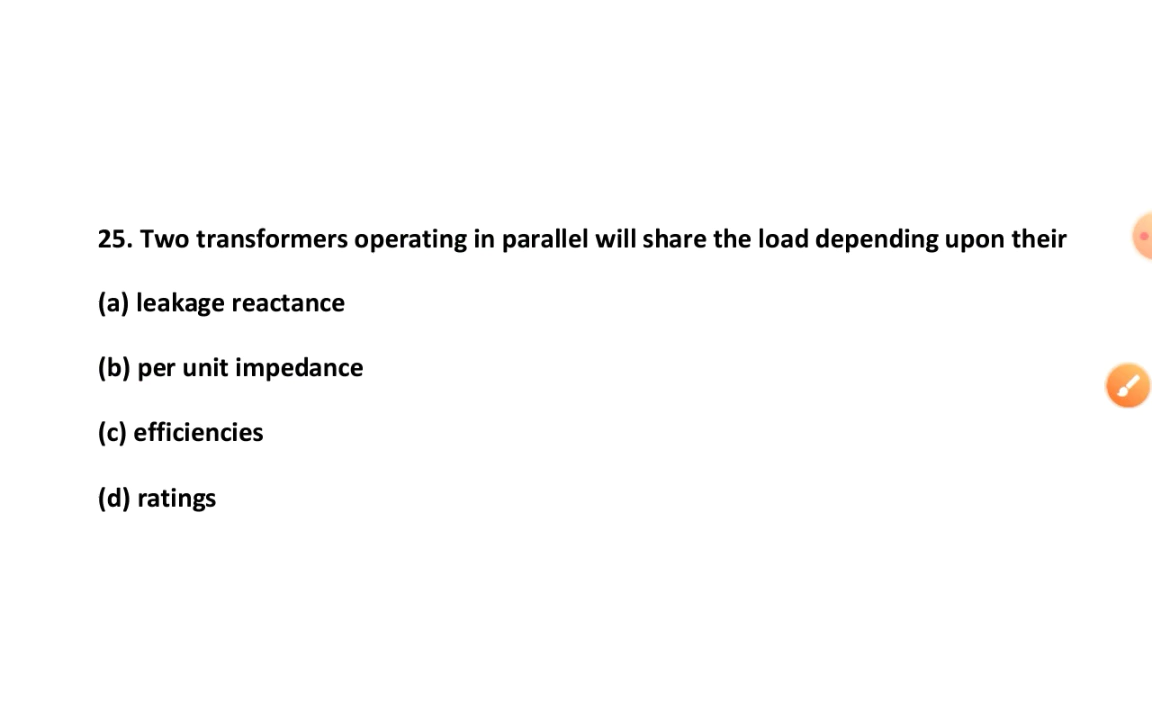 25. Two transformers operating in parallel will share the load depending upon their
(a) leakage reactance
(b) per unit impedance
(c) efficiencies
(d) ratings